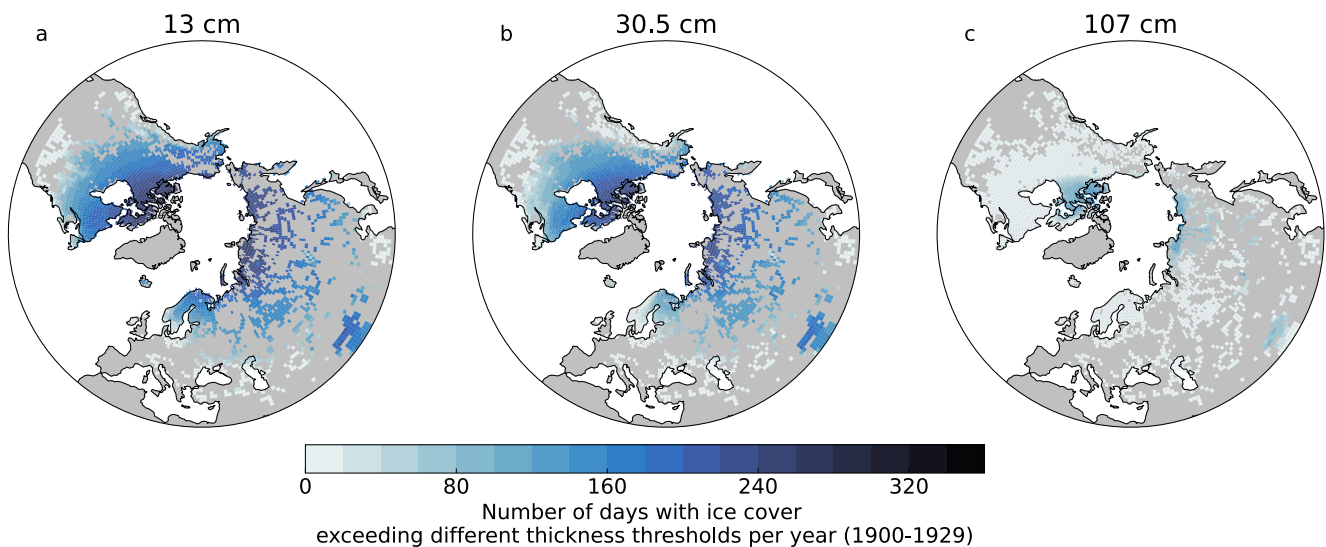 a
13 cm
b
30.5 cm
c
107 cm
0
80
160
240
320
Number of days with ice cover
exceeding different thickness thresholds per year (1900-1929)